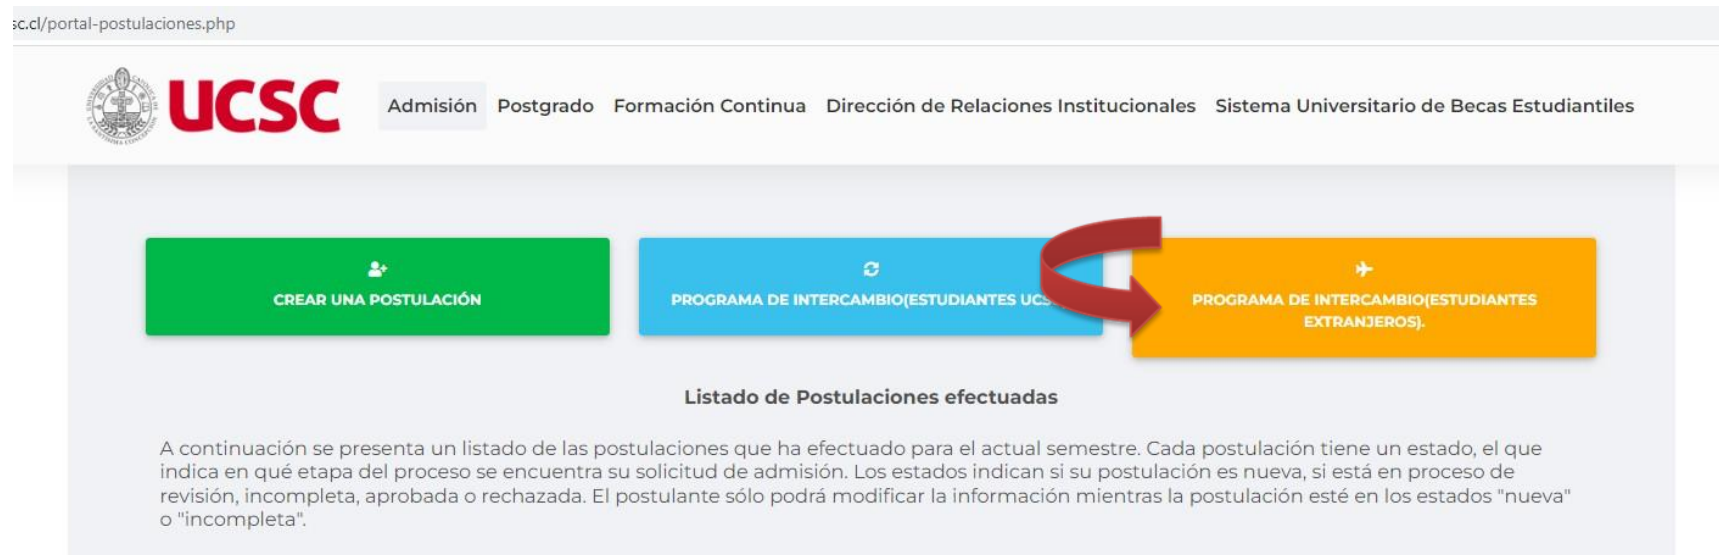 sc.cl/portal-postulaciones.php
UCSC
Admisión Postgrado Formación Continua Dirección de Relaciones Institucionales Sistema Universitario de Becas Estudiantiles
CREAR UNA POSTULACIÓN
PROGRAMA DE INTERCAMBIO(ESTUDIANTES UCS
PROGRAMA DE INTERCAMBIO(ESTUDIANTES
EXTRANJEROS).
Listado de Postulaciones efectuadas
A continuación se presenta un listado de las postulaciones que ha efectuado para el actual semestre. Cada postulación tiene un estado, el que
indica en qué etapa del proceso se encuentra su solicitud de admisión. Los estados indican si su postulación es nueva, si está en proceso de
revisión, incompleta, aprobada o rechazada. El postulante sólo podrá modificar la información mientras la postulación esté en los estados "nueva"
o "incompleta".